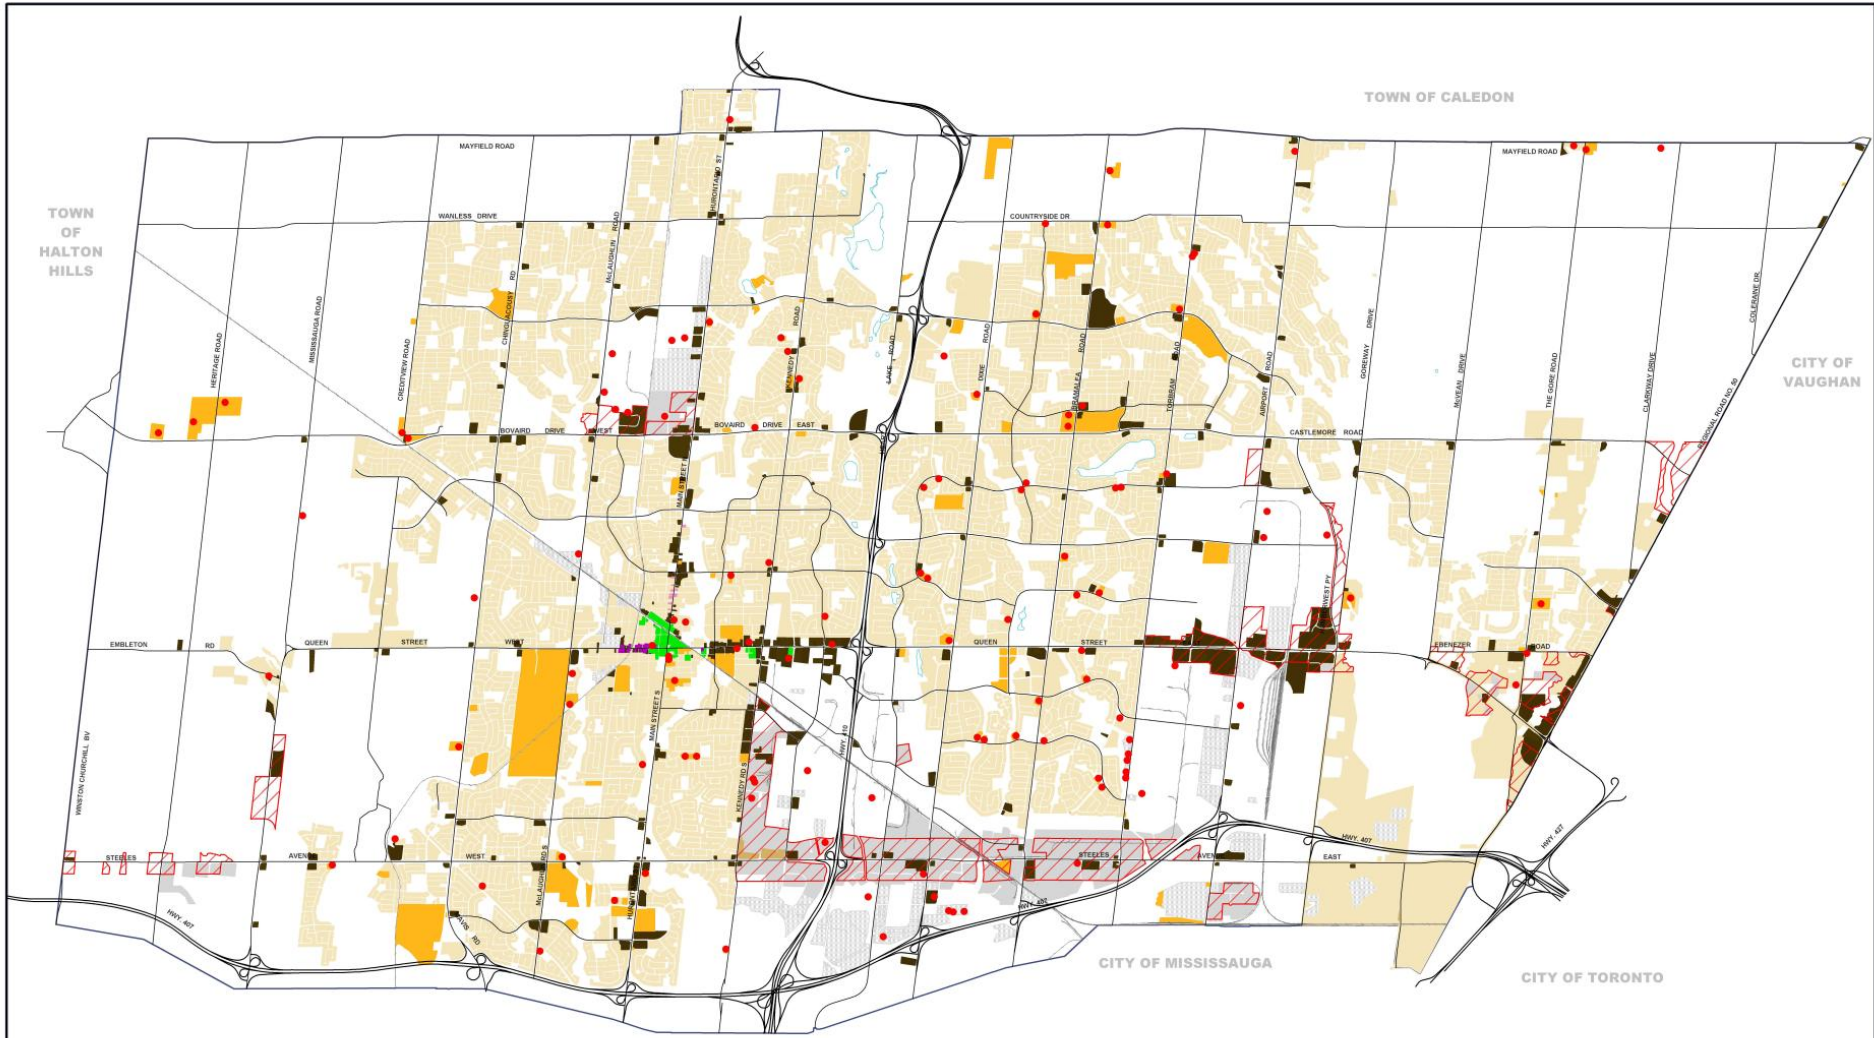 TOWN OF CALEDON
MAYFIELD ROAD
MAYFIELD ROAD
TOWN
OF
HALTON
HILLS
WANLESS DRIVE
COUNTRYSIDE DR
HURONTARIO ST
McLAUGHLIN ROAD
CHINGUACOUSY RD
MISSISSAUGA ROAD
HERITAGE ROAD
CREDITVIEW ROAD
KENNEDY ROAD
LAKE ROAD
DIXIE ROAD
BRAMALEA ROAD
TORBRAM ROAD
AIRPORT ROAD
GOREWAY DRIVE
McVEAN DRIVE
THE GORE ROAD
CLARKWAY DRIVE
COLERAINE DR
REGIONAL ROAD NO. 50
CITY OF
VAUGHAN
BOVAIRD DRIVE WEST
BOVAIRD DRIVE EAST
CASTLEMORE ROAD
MAIN STREET
EMBLETON RD
QUEEN STREET WEST
QUEEN STREET
EBENEZER ROAD
MAIN STREET S
KENNEDY RD S
HWY. 410
WINSTON CHURCHILL BV
STEELES AVENUE WEST
STEELES AVENUE EAST
McLAUGHLIN RD S
HWY. 407
HWY. 407
HWY. 407
HWY. 427
CITY OF MISSISSAUGA
CITY OF TORONTO